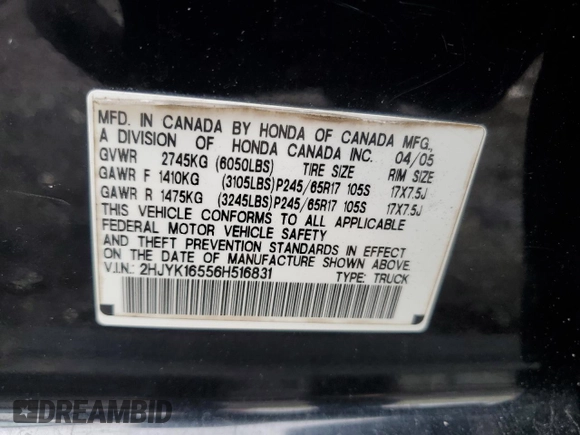 MFD. IN CANADA BY HONDA OF CANADA MFG.,
A DIVISION OF HONDA CANADA INC. 04/05
GVWR 2745KG (6050LBS) TIRE SIZE RIM SIZE
GAWR F 1410KG (3105LBS)P245/65R17 105S 17X7.5J
GAWR R 1475KG (3245LBS)P245/65R17 105S 17X7.5J
THIS VEHICLE CONFORMS TO ALL APPLICABLE
FEDERAL MOTOR VEHICLE SAFETY
AND THEFT PREVENTION STANDARDS IN EFFECT
ON THE DATE OF MANUFACTURE SHOWN ABOVE.
V.I.N.: 2HJYK16556H516831 TYPE: TRUCK
DREAMBID